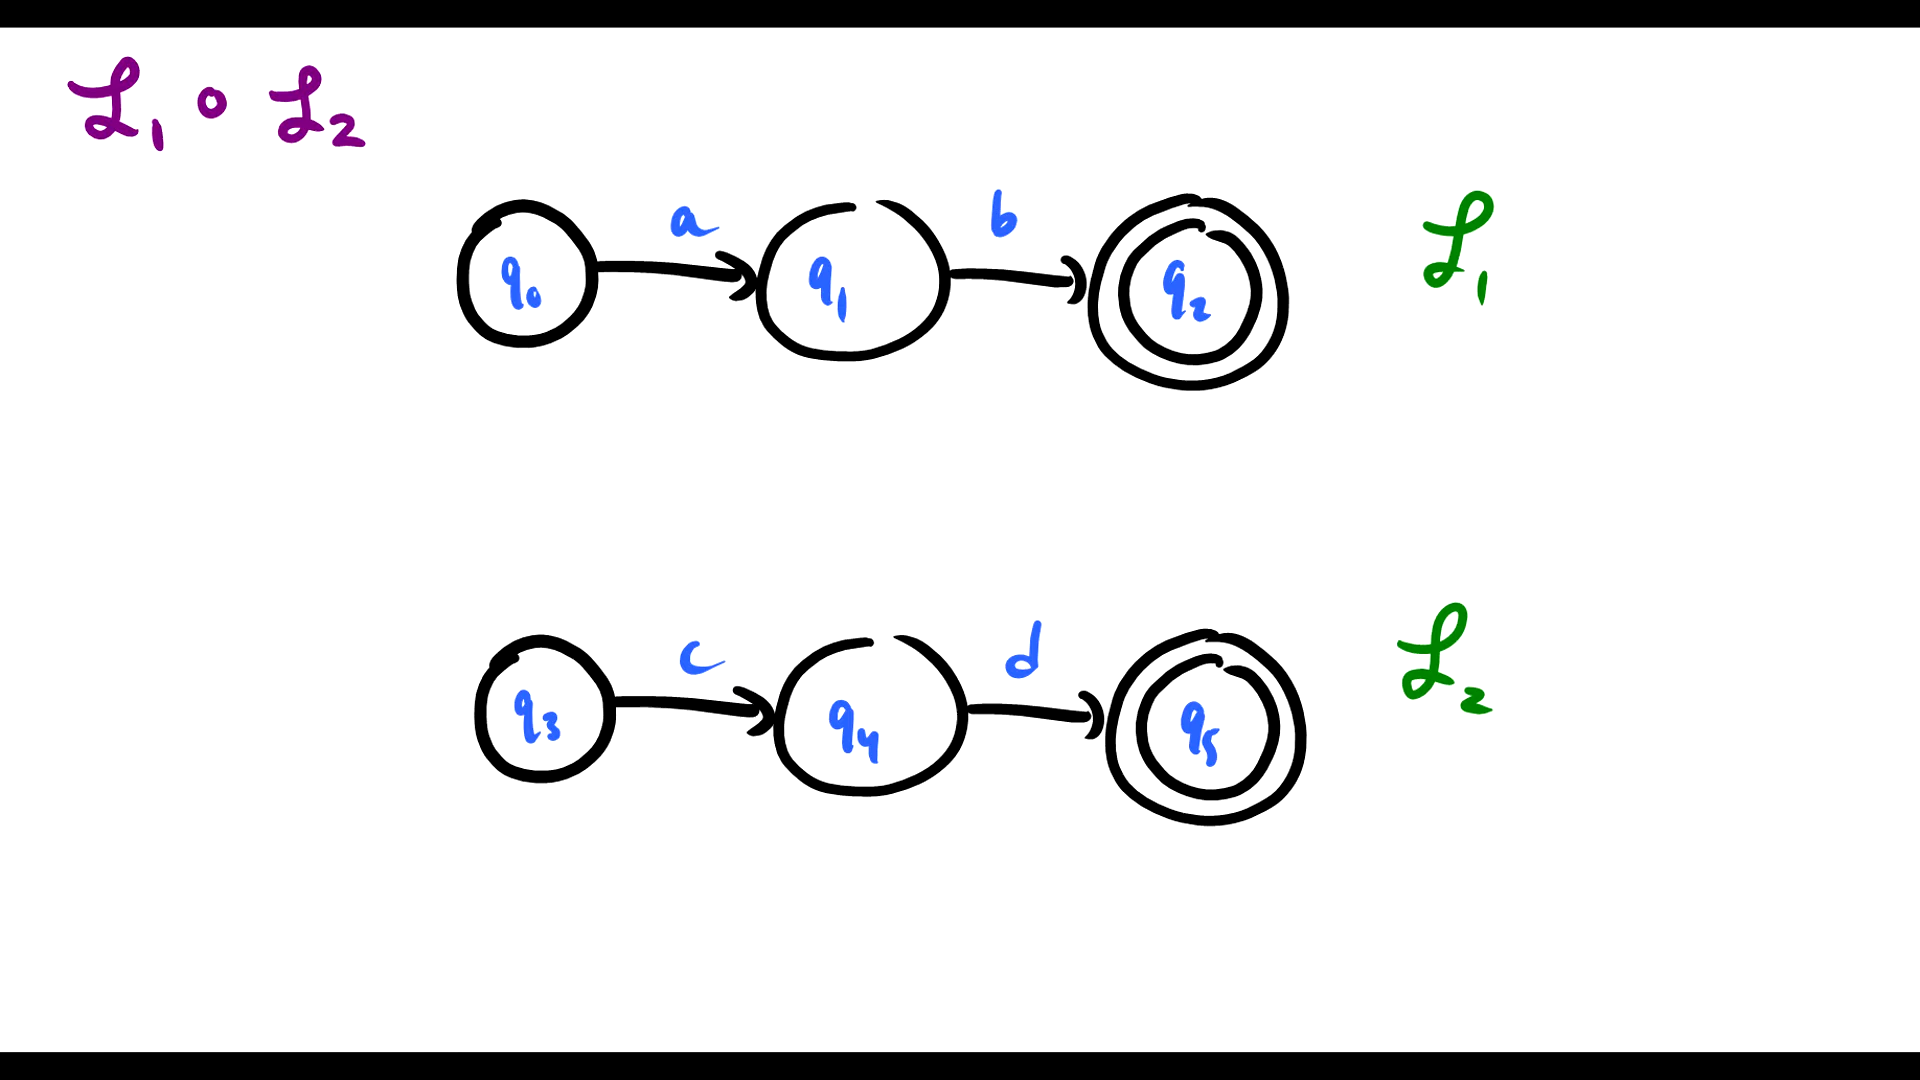 ℒ₁ ∘ ℒ₂
a b
q₀ q₁ q₂ ℒ₁
c d
q₃ q₄ q₅ ℒ₂